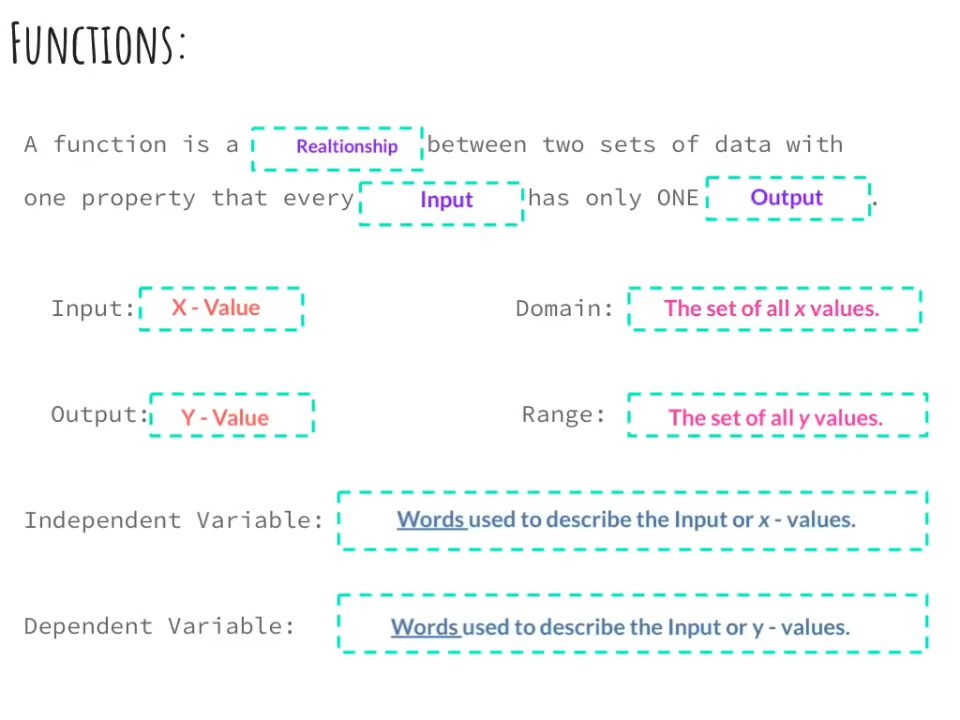 FUNCTIONS:
A function is a Realtionship between two sets of data with
one property that every Input has only ONE Output.
Input: X - Value Domain: The set of all x values.
Output: Y - Value Range: The set of all y values.
Independent Variable: Words used to describe the Input or x - values.
Dependent Variable: Words used to describe the Input or y - values.